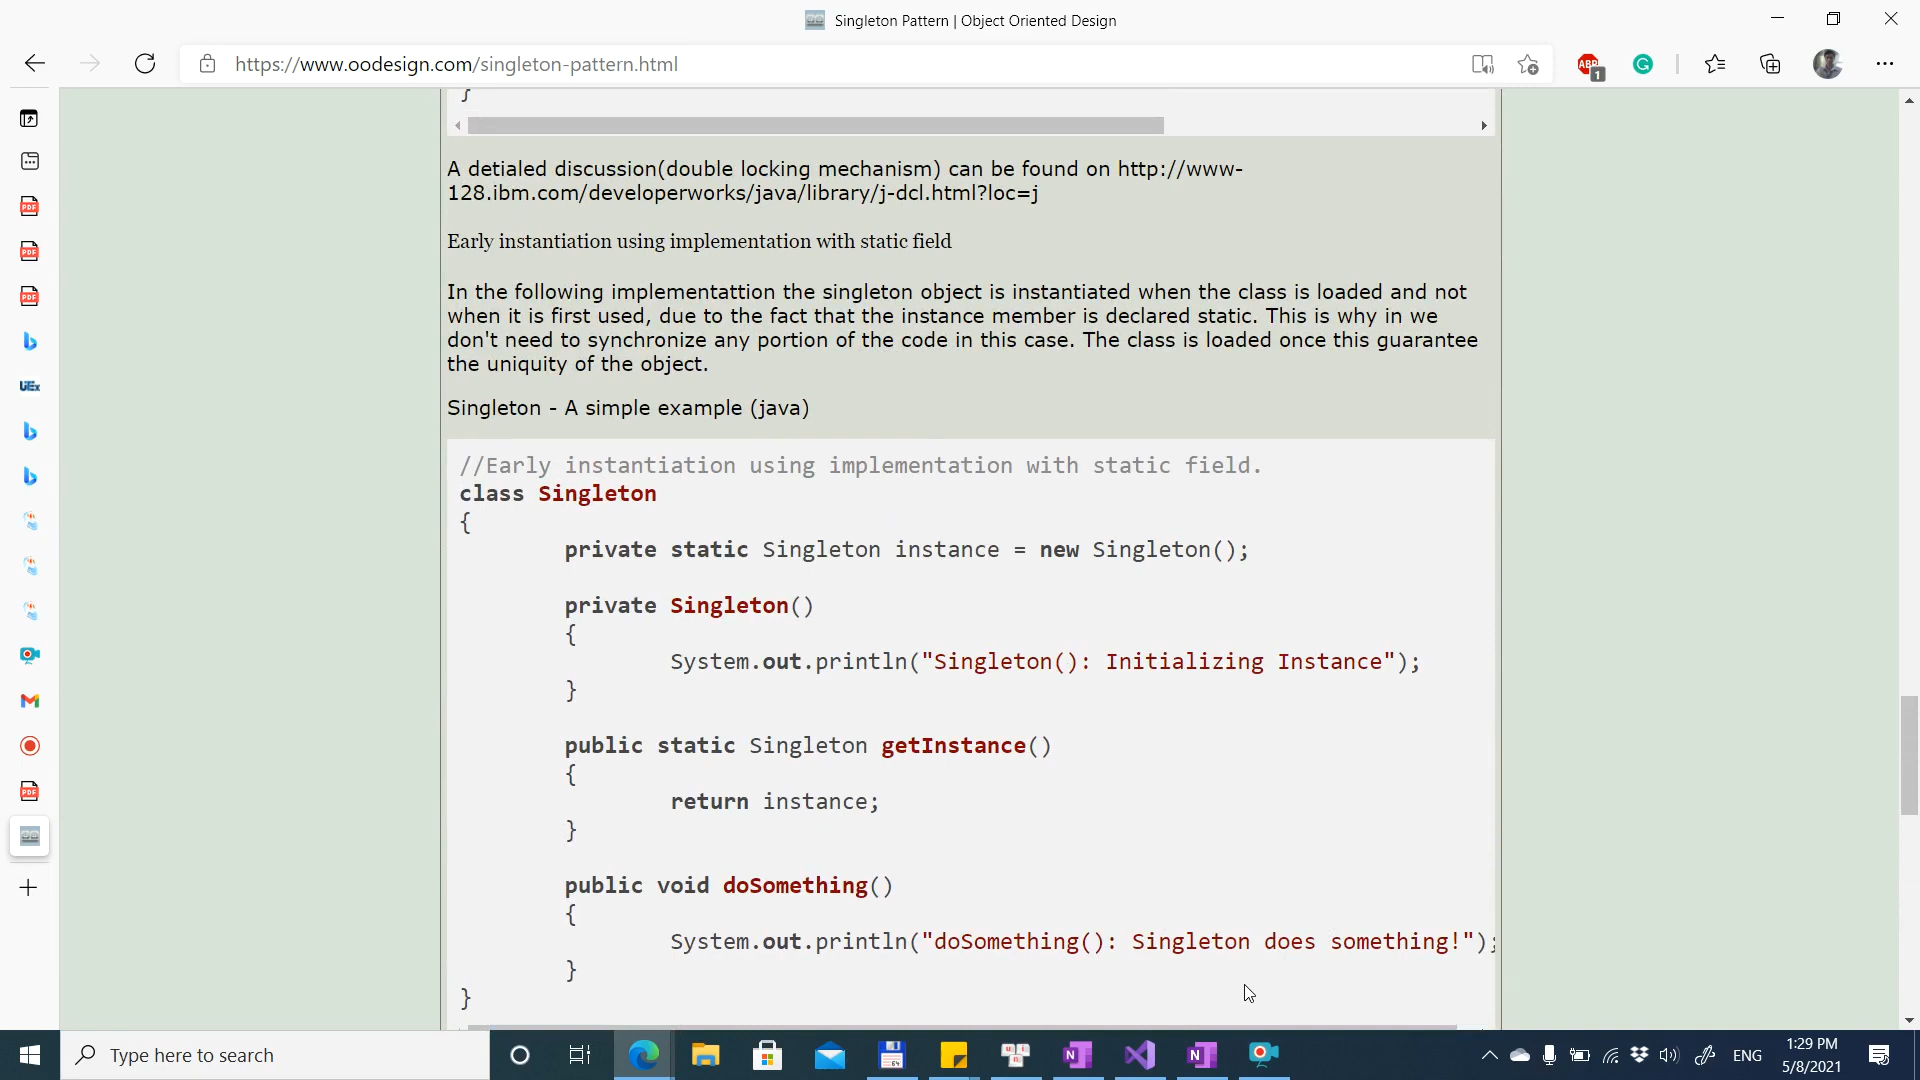 Singleton Pattern | Object Oriented Design
https://www.oodesign.com/singleton-pattern.html
ABP
1
G
}
A detialed discussion(double locking mechanism) can be found on http://www-
128.ibm.com/developerworks/java/library/j-dcl.html?loc=j
Early instantiation using implementation with static field
In the following implementattion the singleton object is instantiated when the class is loaded and not
when it is first used, due to the fact that the instance member is declared static. This is why in we
don't need to synchronize any portion of the code in this case. The class is loaded once this guarantee
the uniquity of the object.
Singleton - A simple example (java)
//Early instantiation using implementation with static field.
class Singleton
{
private static Singleton instance = new Singleton();
private Singleton()
{
System.out.println("Singleton(): Initializing Instance");
}
public static Singleton getInstance()
{
return instance;
}
public void doSomething()
{
System.out.println("doSomething(): Singleton does something!");
}
}
PDF
PDF
PDF
UEx
PDF
Type here to search
ENG
1:29 PM
5/8/2021